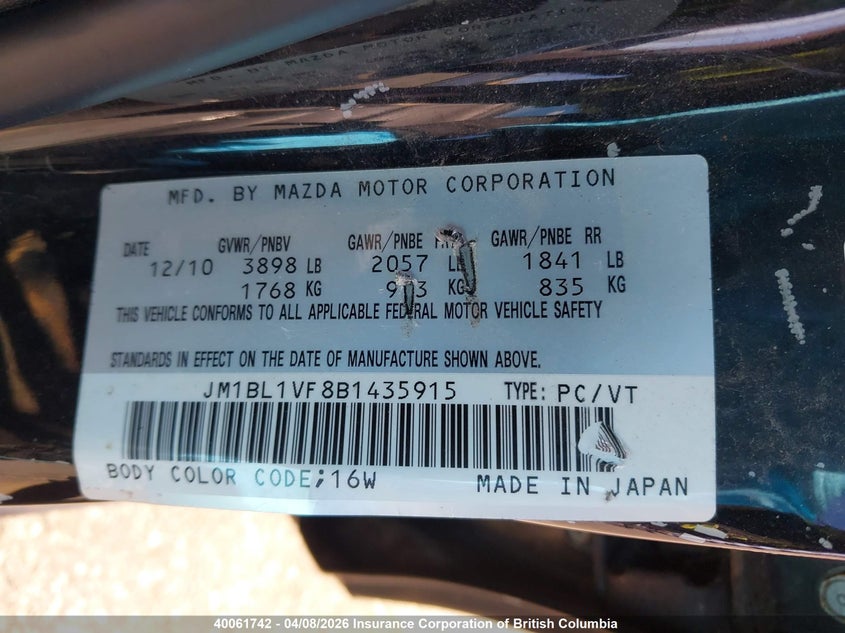 MFD. BY MAZDA MOTOR CORPORATION
DATE GVWR/PNBV GAWR/PNBE GAWR/PNBE RR
12/10 3898 LB 2057 LB 1841 LB
1768 KG 9 3 KG 835 KG
THIS VEHICLE CONFORMS TO ALL APPLICABLE FEDERAL MOTOR VEHICLE SAFETY
STANDARDS IN EFFECT ON THE DATE OF MANUFACTURE SHOWN ABOVE.
JM1BL1VF8B1435915 TYPE: PC/VT
BODY COLOR CODE;16W MADE IN JAPAN
40061742 - 04/08/2026 Insurance Corporation of British Columbia